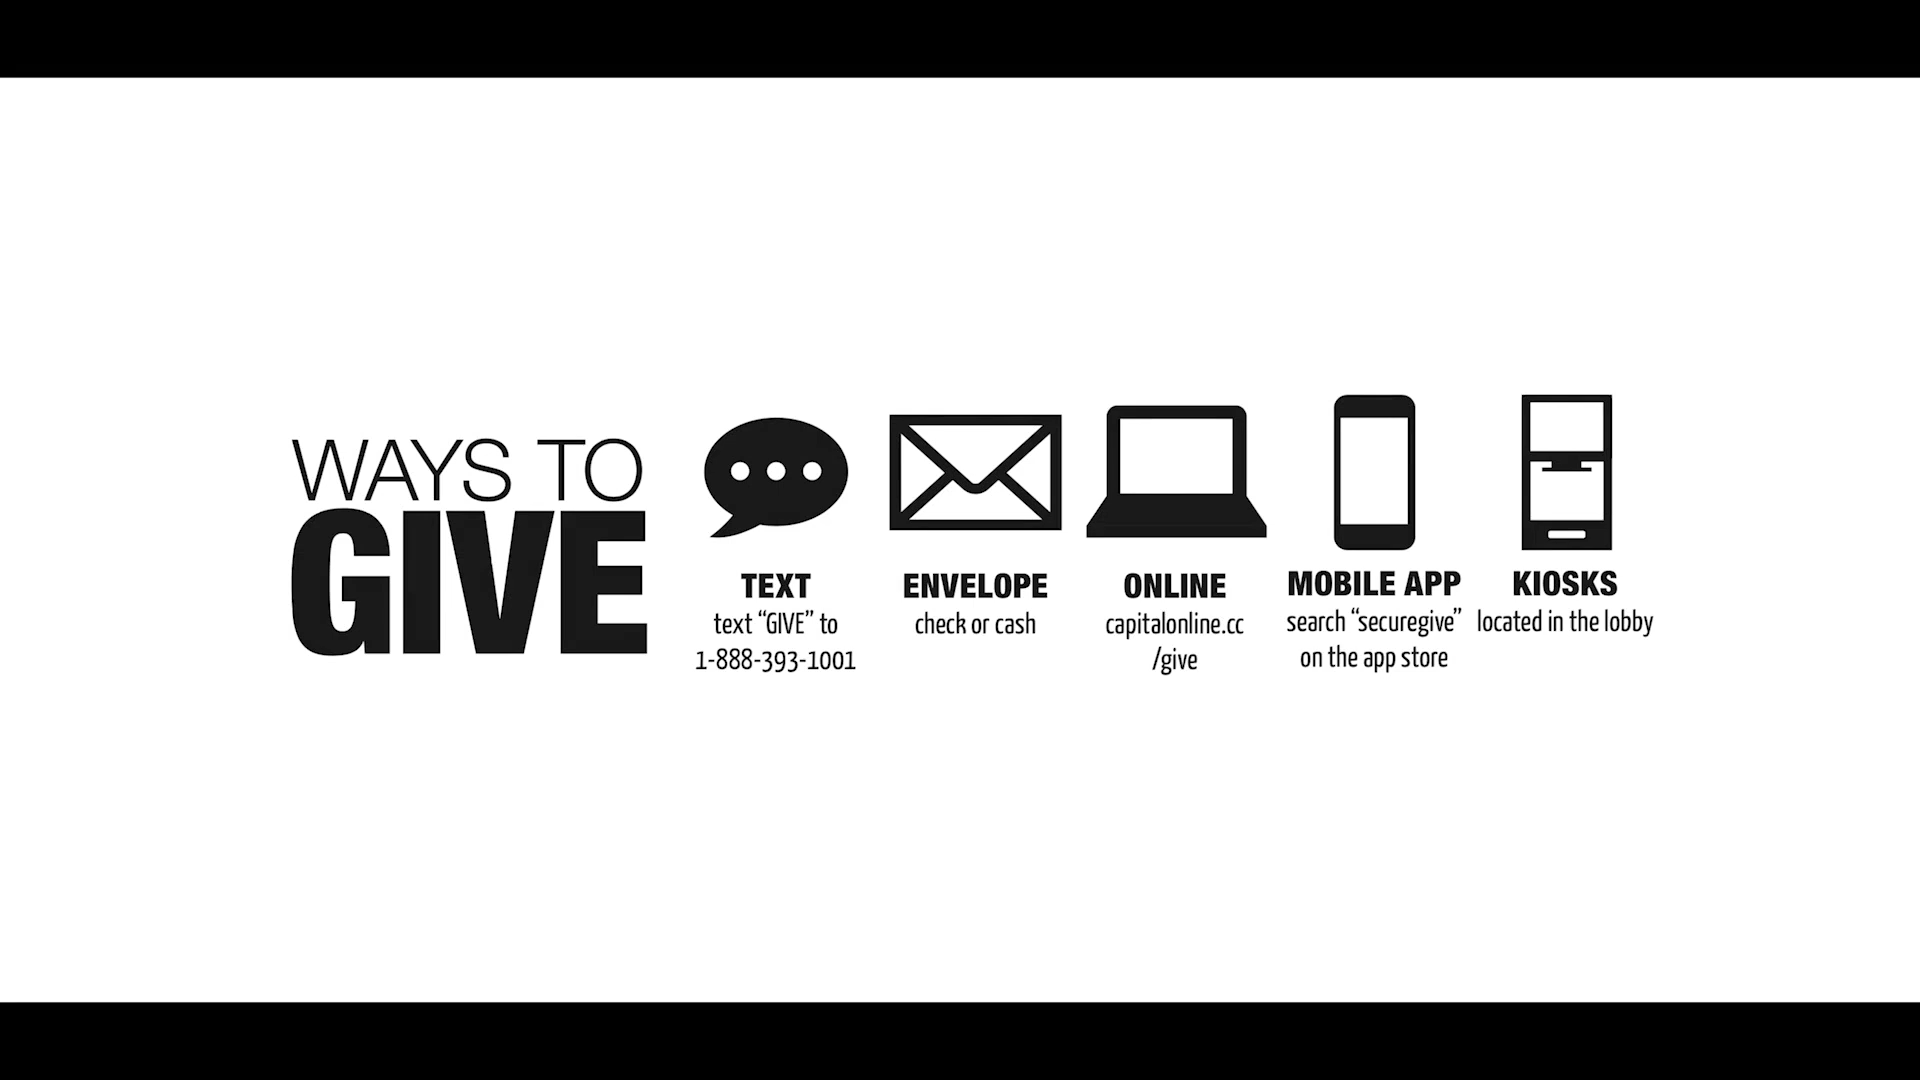 WAYS TO
GIVE
TEXT
text “GIVE” to
1-888-393-1001
ENVELOPE
check or cash
ONLINE
capitalonline.cc
/give
MOBILE APP
search “securegive”
on the app store
KIOSKS
located in the lobby